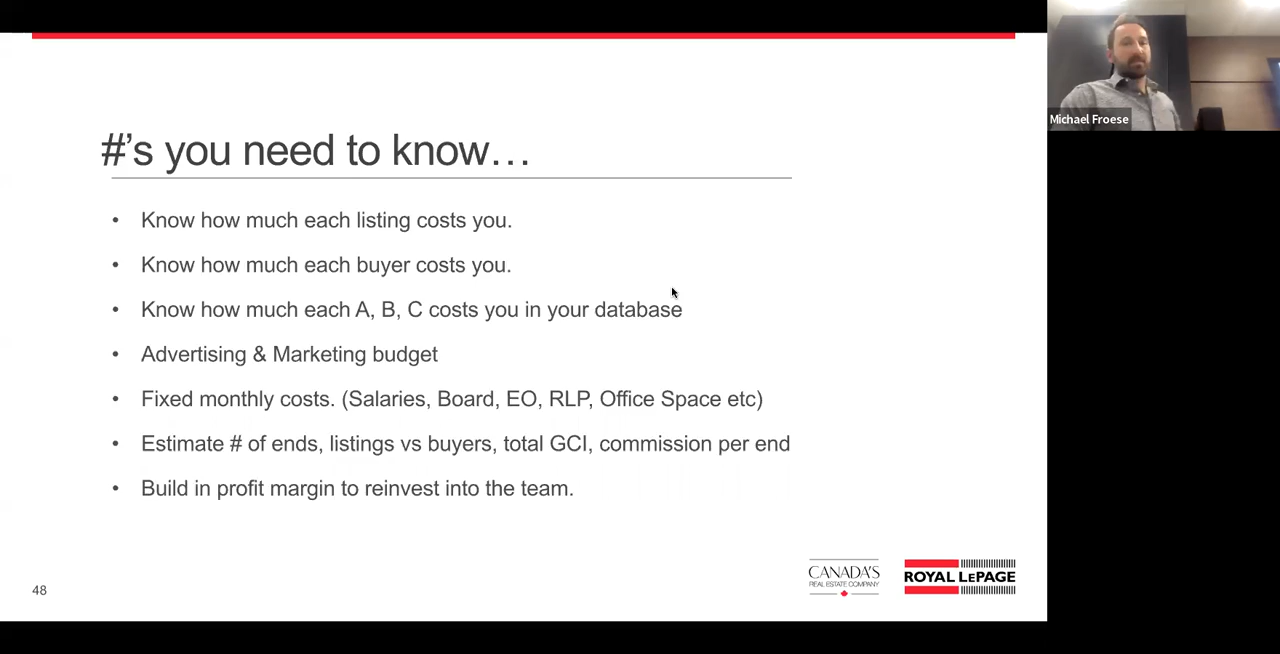 Michael Froese
#'s you need to know…
• Know how much each listing costs you.
• Know how much each buyer costs you.
• Know how much each A, B, C costs you in your database
• Advertising & Marketing budget
• Fixed monthly costs. (Salaries, Board, EO, RLP, Office Space etc)
• Estimate # of ends, listings vs buyers, total GCI, commission per end
• Build in profit margin to reinvest into the team.
48
CANADA'S
REAL ESTATE COMPANY
ROYAL LEPAGE